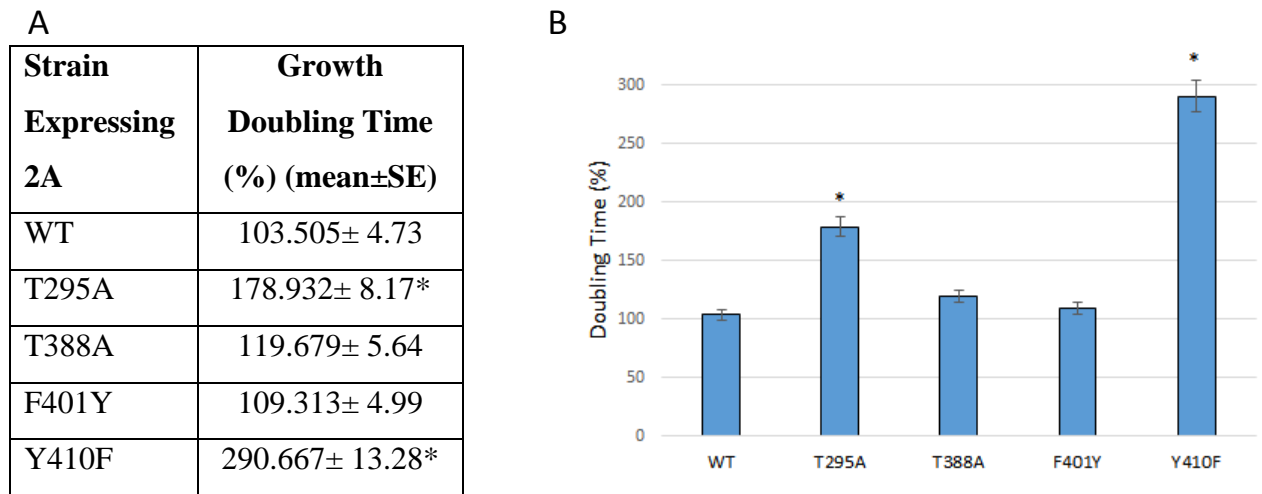 A
Strain
Expressing
2A
Growth
Doubling Time
(%) (mean±SE)
WT
103.505± 4.73
T295A
178.932± 8.17*
T388A
119.679± 5.64
F401Y
109.313± 4.99
Y410F
290.667± 13.28*
B
Doubling Time (%)
300
250
200
150
100
50
0
*
*
WT T295A T388A F401Y Y410F